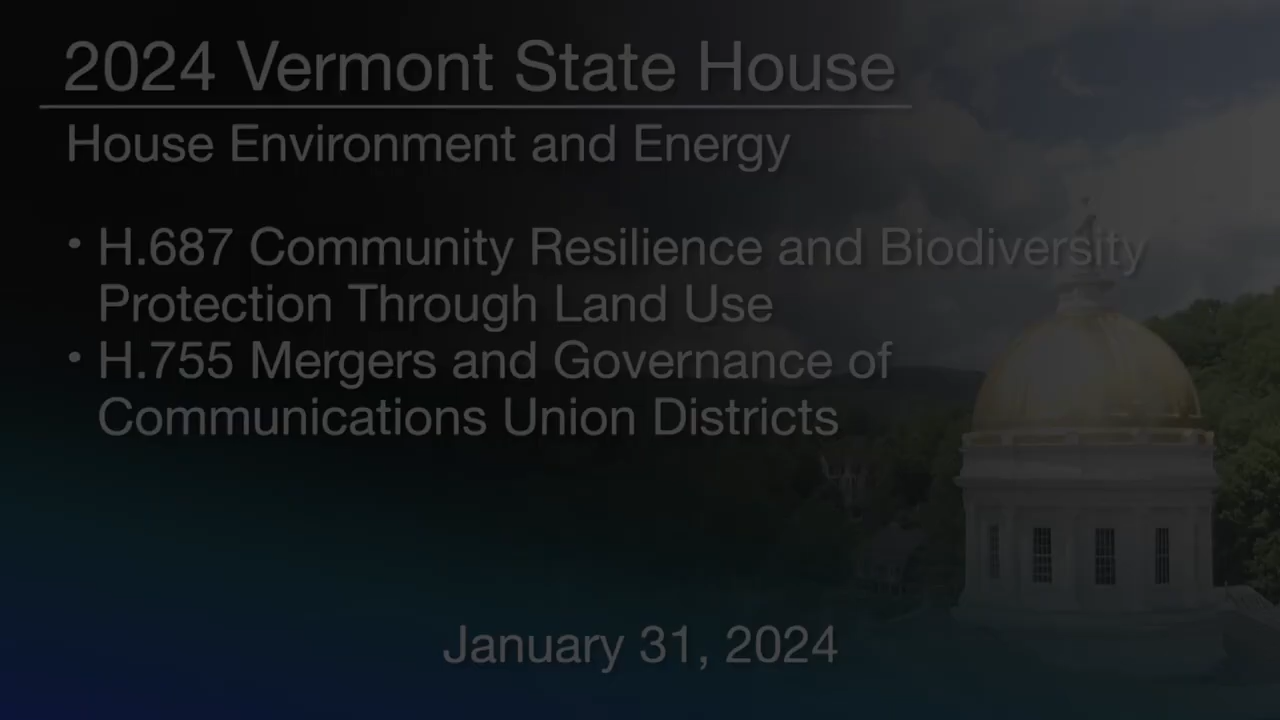 2024 Vermont State House
House Environment and Energy
• H.687 Community Resilience and Biodiversity
Protection Through Land Use
• H.755 Mergers and Governance of
Communications Union Districts
January 31, 2024